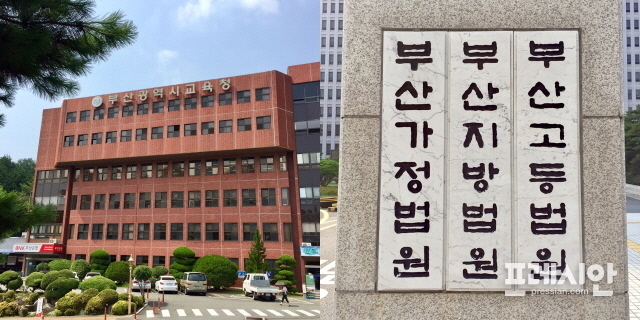 부산광역시교육청
부산가정법원
부산지방법원
부산고등법원
프레시안
pressian.com